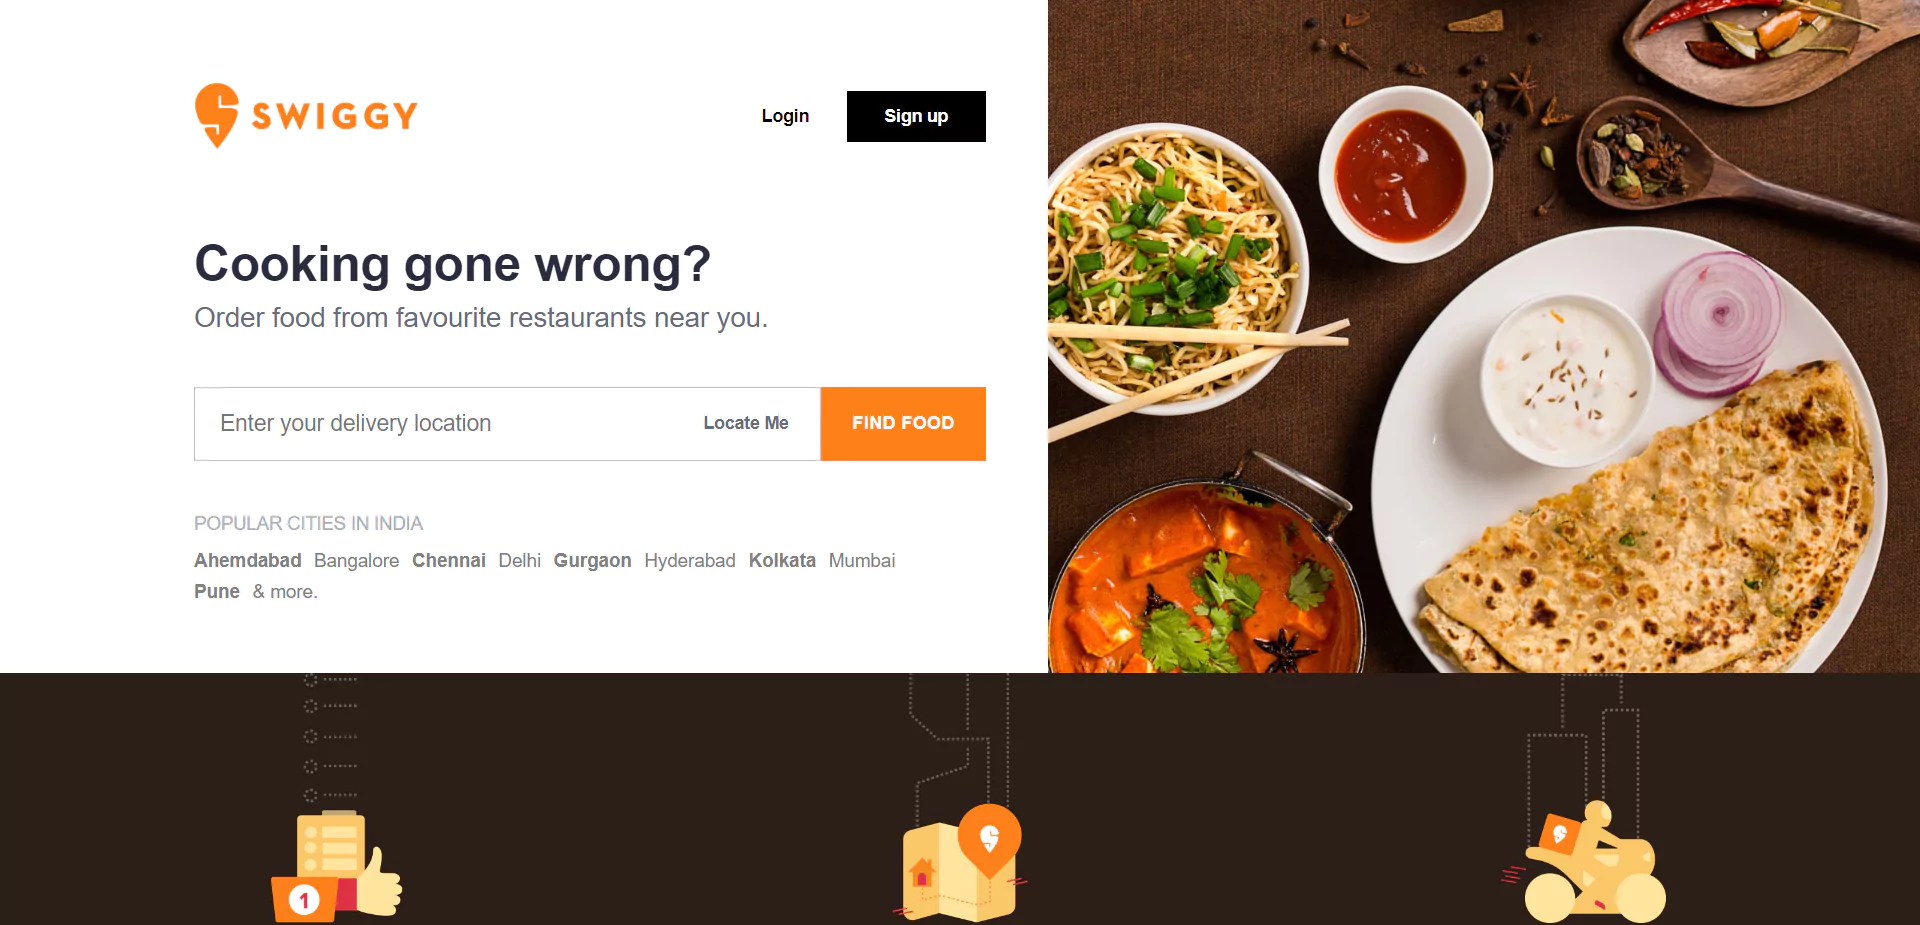 SWIGGY
Login
Sign up
Cooking gone wrong?
Order food from favourite restaurants near you.
Enter your delivery location
Locate Me
FIND FOOD
POPULAR CITIES IN INDIA
Ahemdabad Bangalore Chennai Delhi Gurgaon Hyderabad Kolkata Mumbai
Pune & more.
1